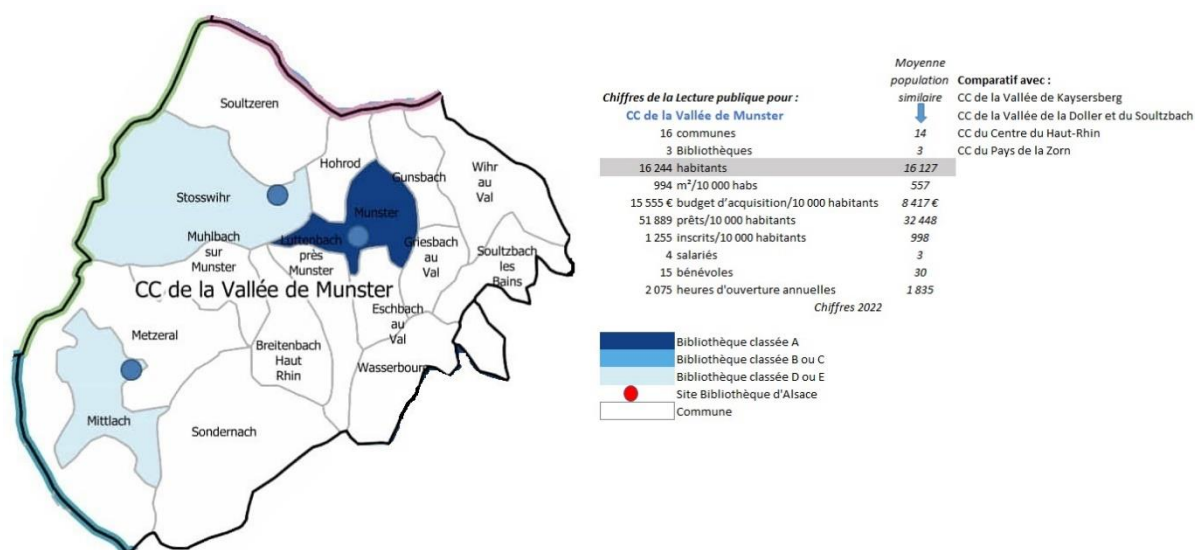 Soultzeren
Hohrod
Wihr
au
Val
Gunsbach
Stosswihr
Munster
Muhlbach
sur
Munster
Luttenbach
près
Munster
Griesbach
au
Val
Soultzbach
les
Bains
CC de la Vallée de Munster
Eschbach
au
Val
Metzeral
Breitenbach
Haut
Rhin
Wasserbourg
Mittlach
Sondernach
Moyenne
population
similaire
Comparatif avec :
Chiffres de la Lecture publique pour :
CC de la Vallée de Kaysersberg
CC de la Vallée de Munster
CC de la Vallée de la Doller et du Soultzbach
16 communes 14 CC du Centre du Haut-Rhin
3 Bibliothèques 3 CC du Pays de la Zorn
16 244 habitants 16 127
994 m²/10 000 habs 557
15 555 € budget d'acquisition/10 000 habitants 8 417 €
51 889 prêts/10 000 habitants 32 448
1 255 inscrits/10 000 habitants 998
4 salariés 3
15 bénévoles 30
2 075 heures d'ouverture annuelles 1 835
Chiffres 2022
Bibliothèque classée A
Bibliothèque classée B ou C
Bibliothèque classée D ou E
Site Bibliothèque d'Alsace
Commune